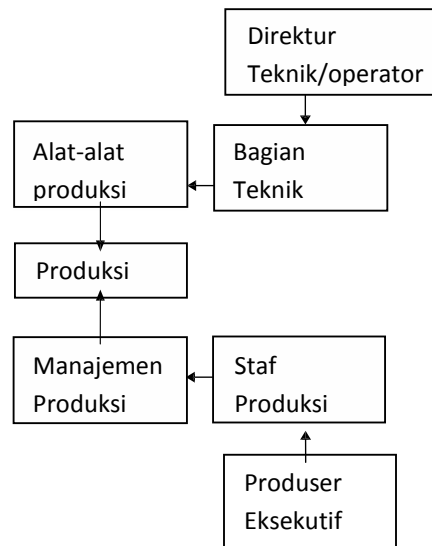 Direktur
Teknik/operator
Alat-alat
produksi
Bagian
Teknik
Produksi
Manajemen
Produksi
Staf
Produksi
Produser
Eksekutif